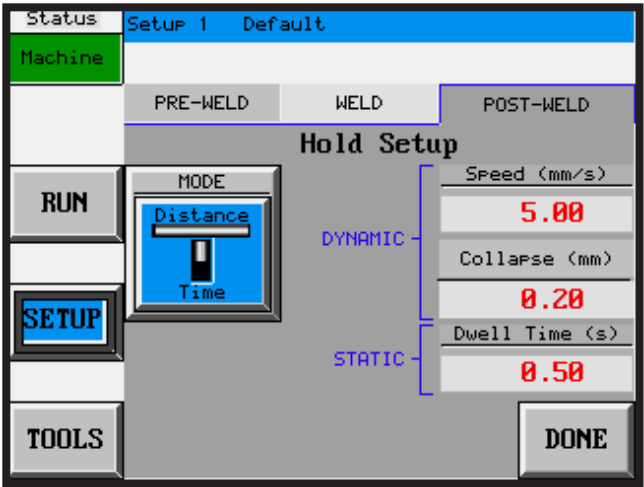 Status
Setup 1 Default
Machine
PRE-WELD WELD POST-WELD
Hold Setup
MODE
Distance
Time
DYNAMIC
Speed (mm/s)
5.00
Collapse (mm)
0.20
STATIC
Dwell Time (s)
0.50
RUN
SETUP
TOOLS
DONE